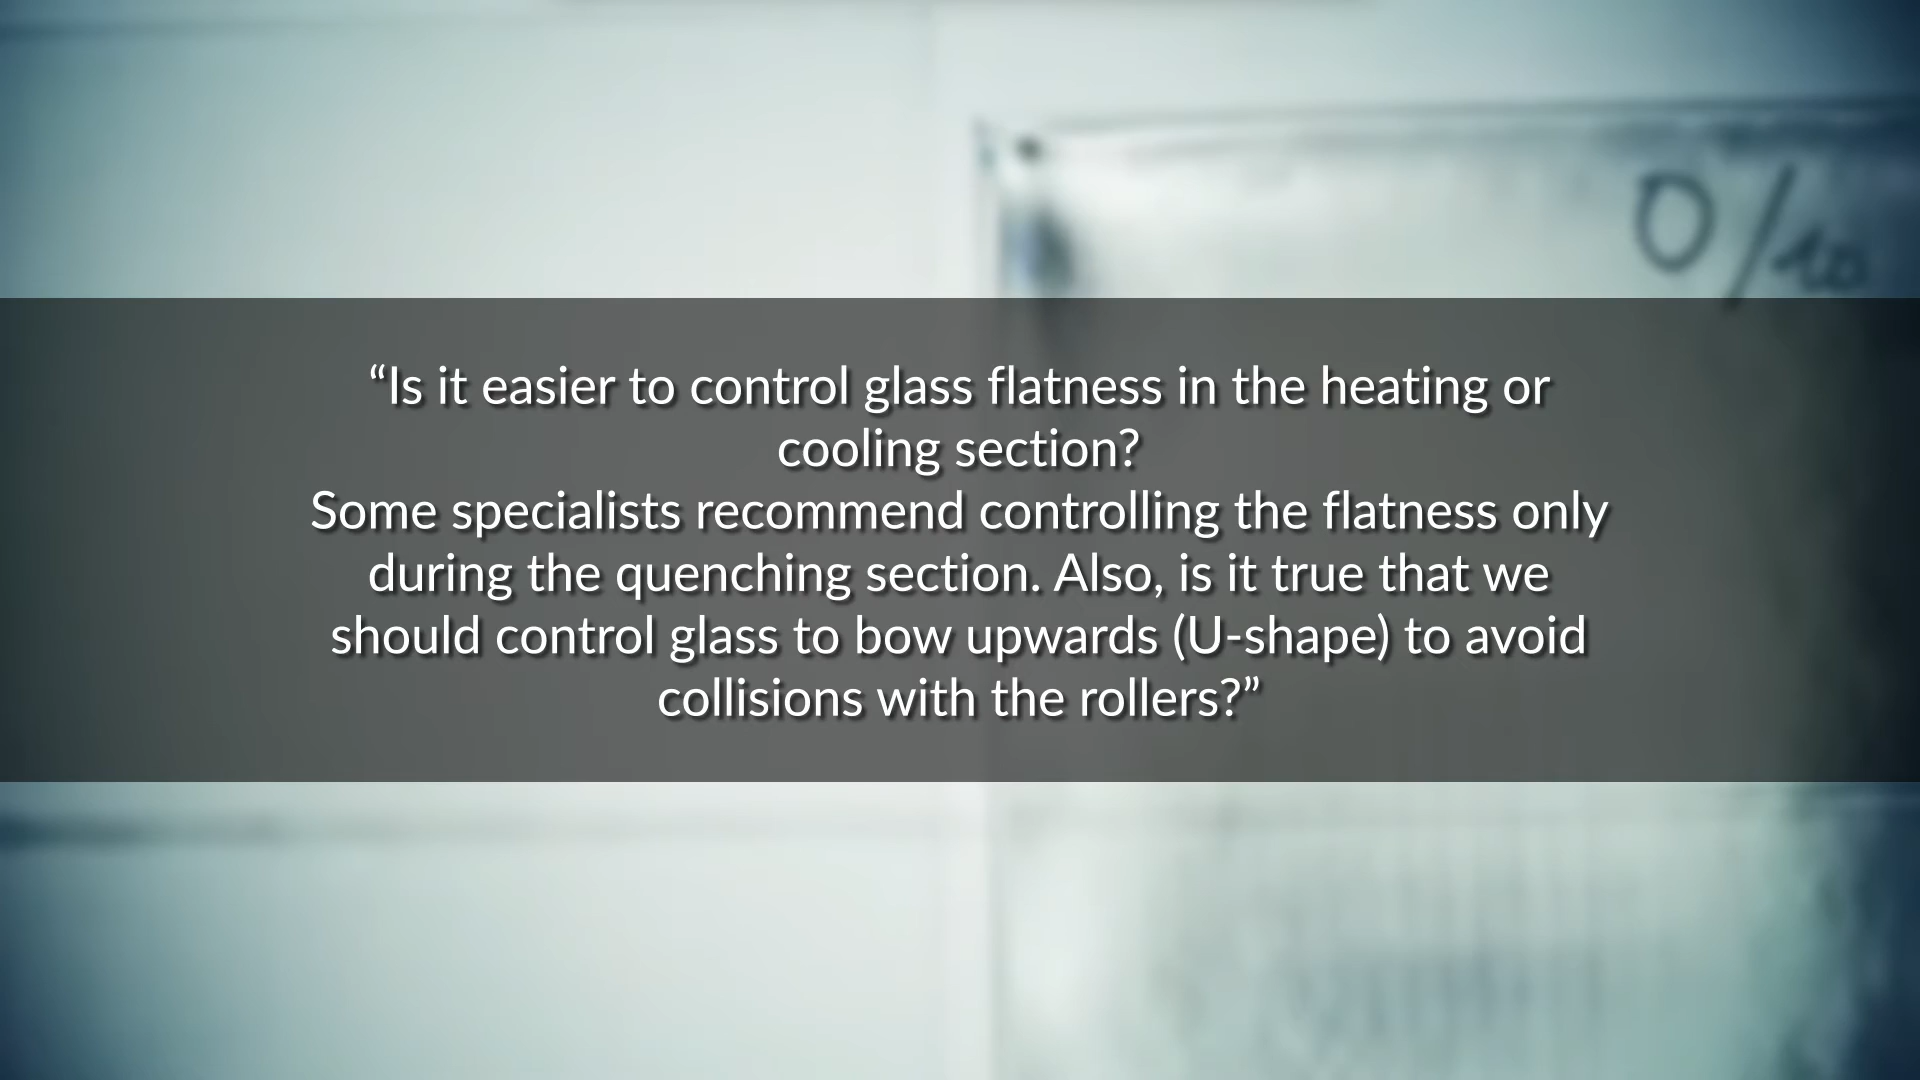 0/10
“Is it easier to control glass flatness in the heating or
cooling section?
Some specialists recommend controlling the flatness only
during the quenching section. Also, is it true that we
should control glass to bow upwards (U-shape) to avoid
collisions with the rollers?”